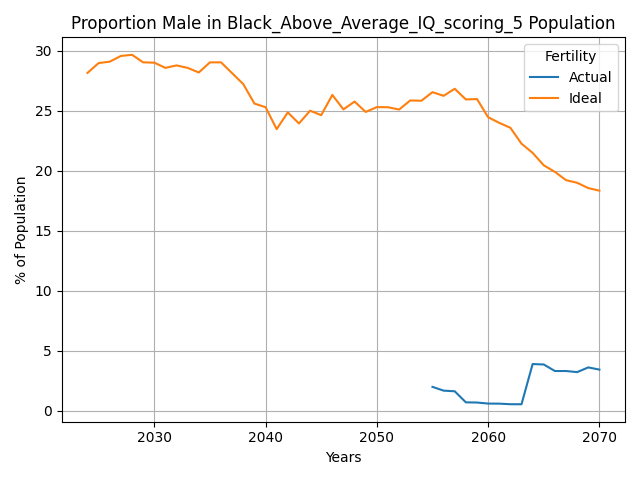 Proportion Male in Black_Above_Average_IQ_scoring_5 Population
Fertility
Actual
Ideal
% of Population
30
25
20
15
10
5
0
2030 2040 2050 2060 2070
Years